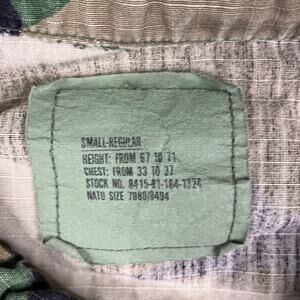 SMALL-REGULAR
HEIGHT: FROM 67 TO 71
CHEST: FROM 33 TO 37
STOCK NO. 8415-01-184-1324
NATO SIZE 7080/8494